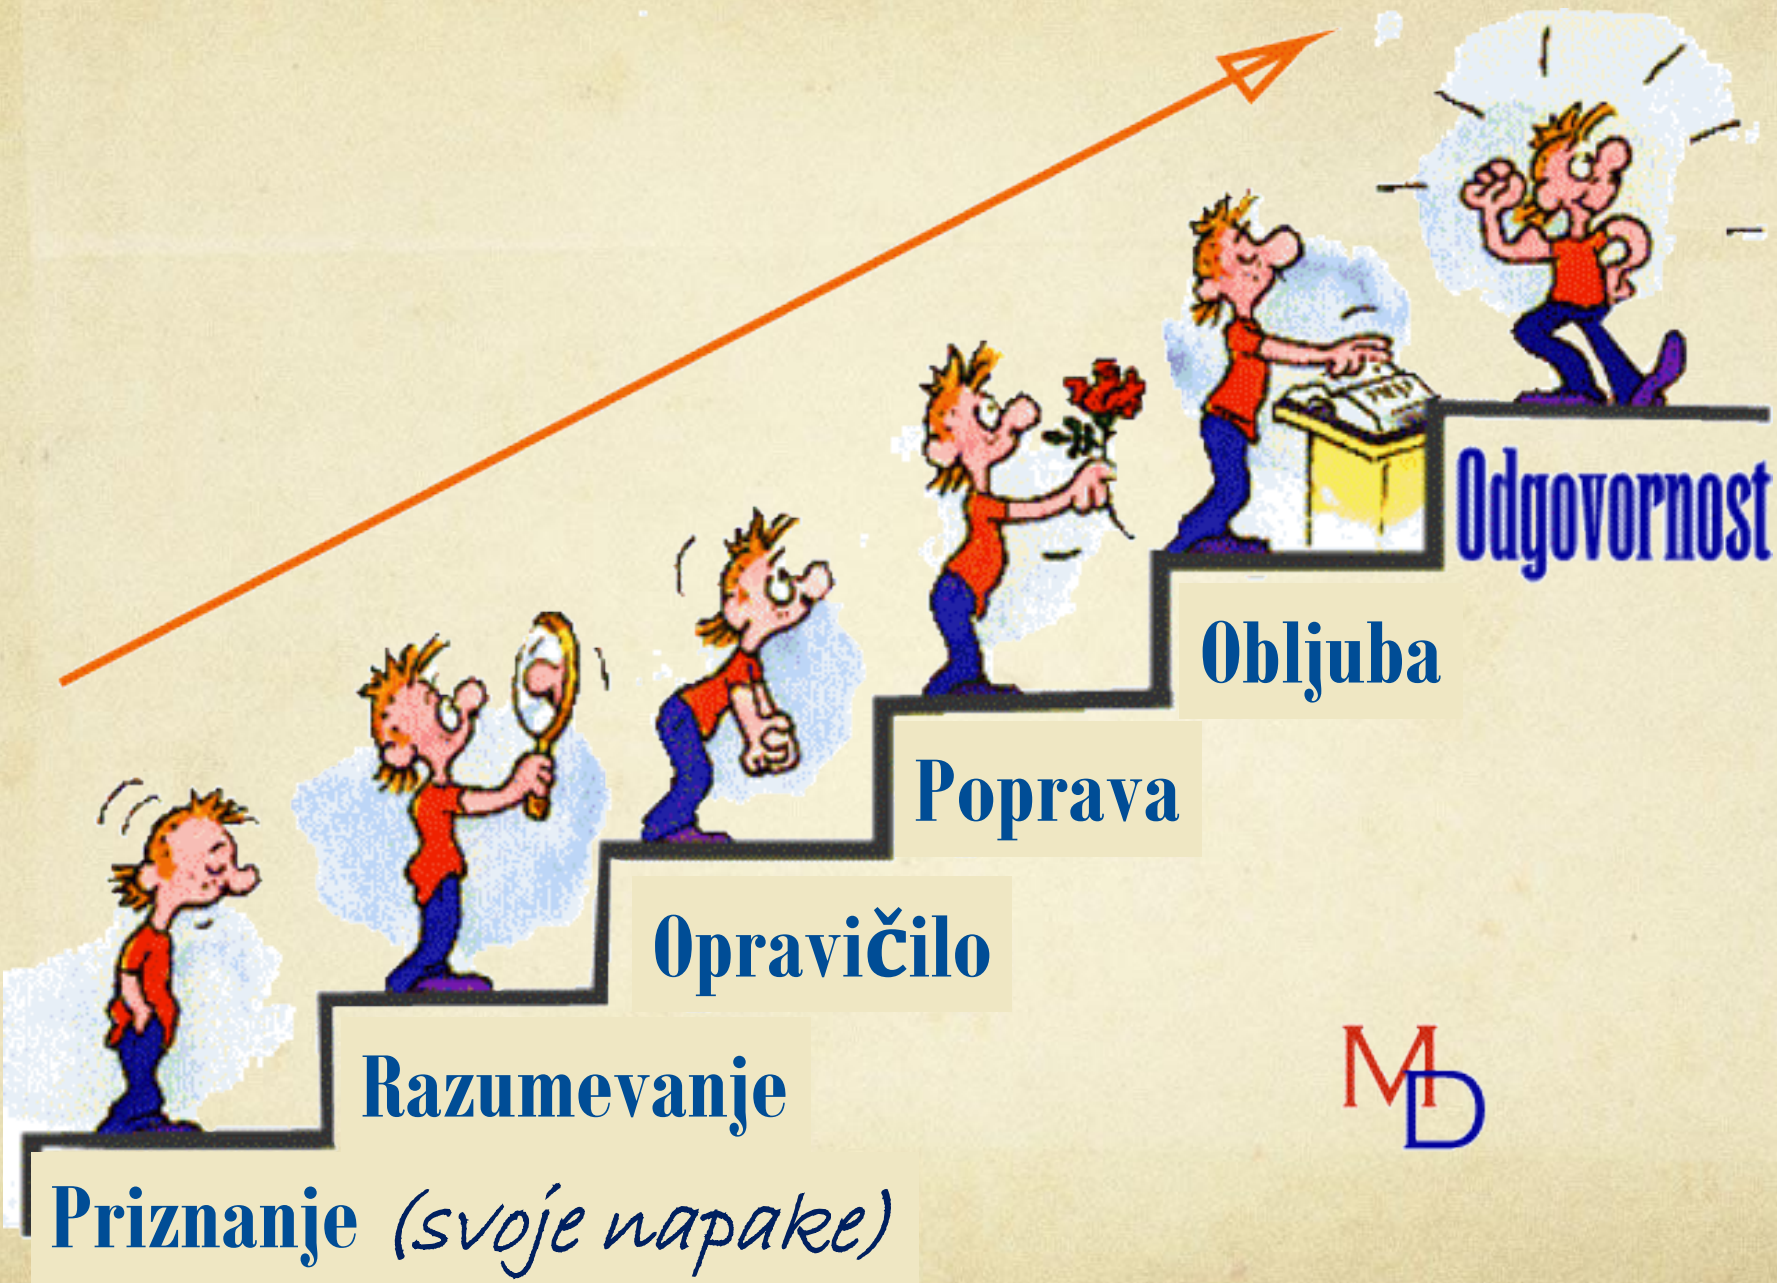 Odgovornost
Obljuba
Poprava
Opravičilo
Razumevanje
Priznanje (svoje napake)
MD